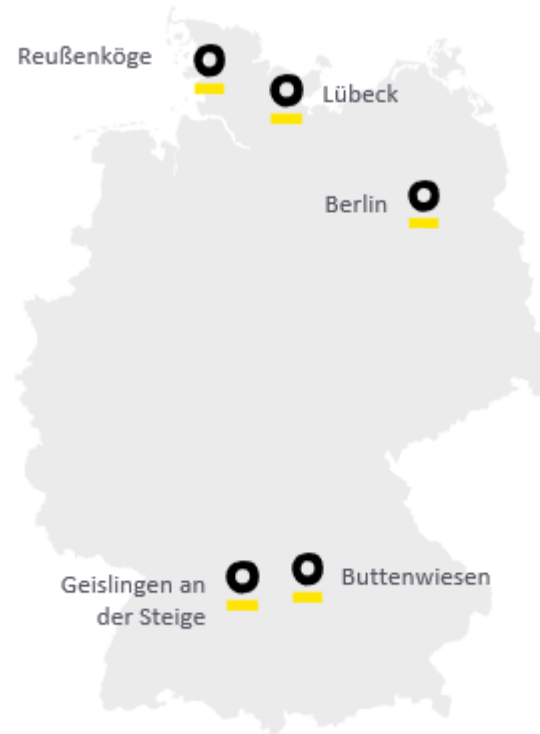 Reußenköge
Lübeck
Berlin
Buttenwiesen
Geislingen an
der Steige